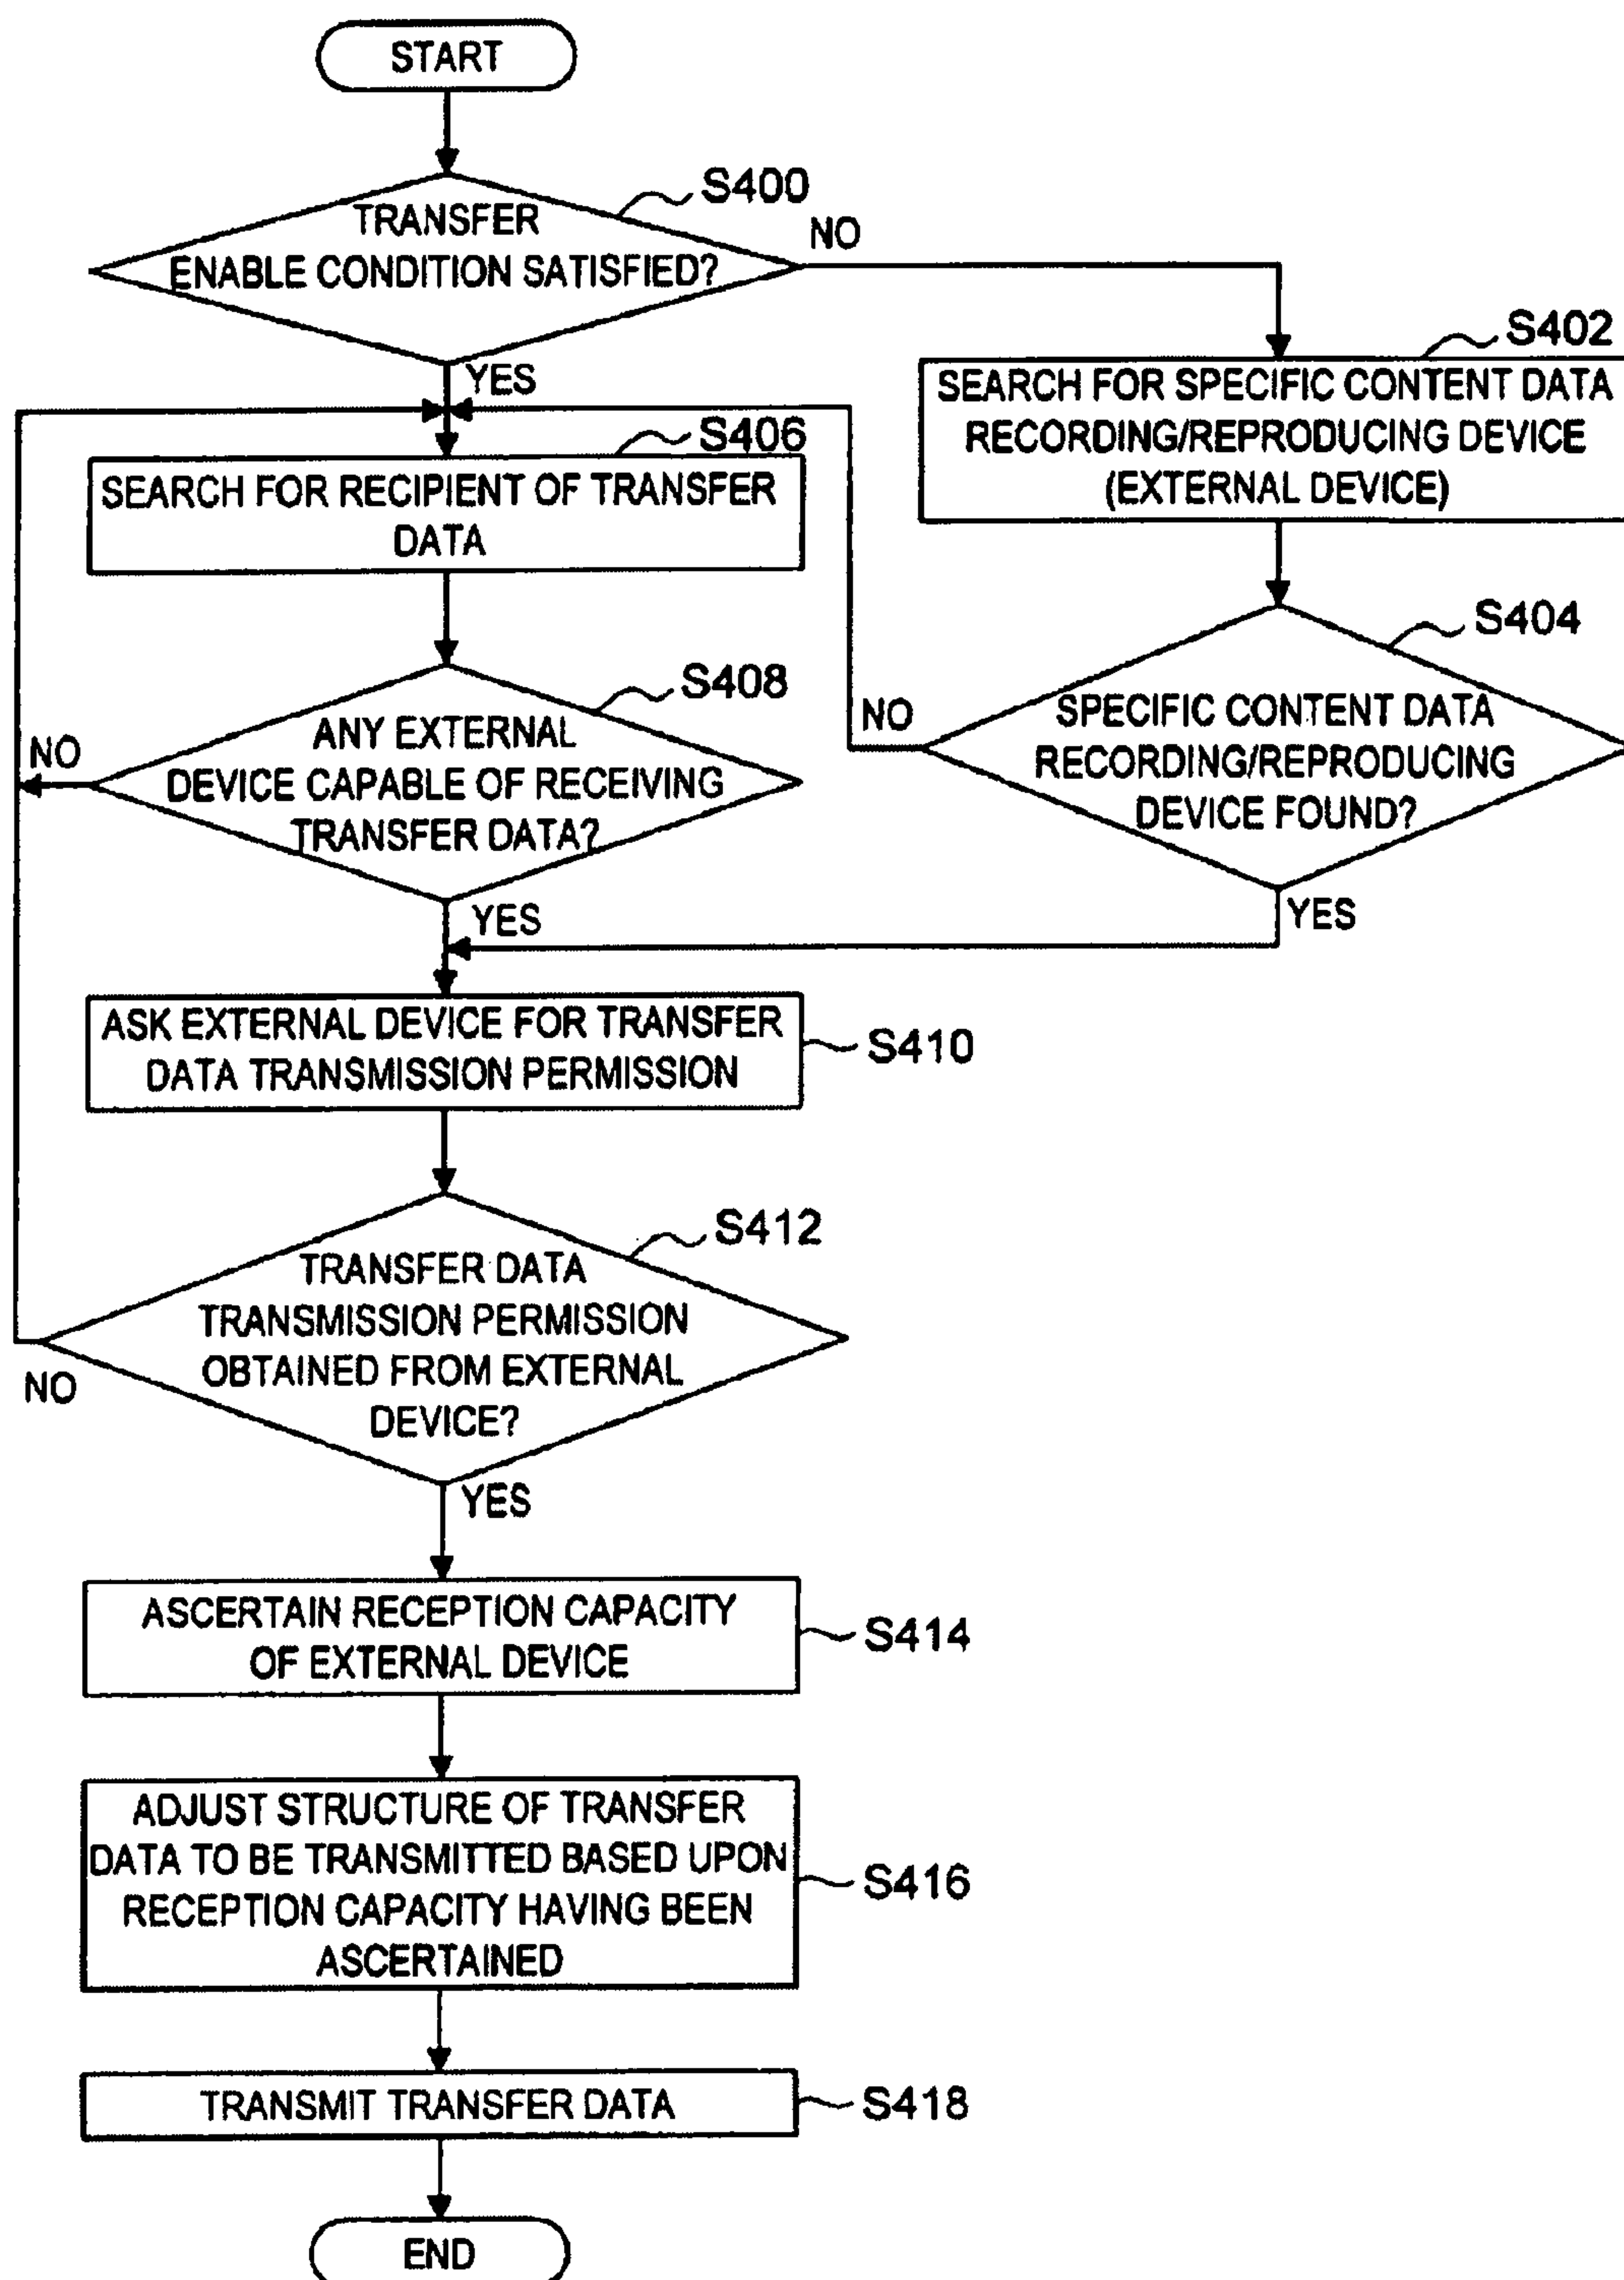 START
S400
TRANSFER
ENABLE CONDITION SATISFIED?
NO
YES
S402
SEARCH FOR SPECIFIC CONTENT DATA
RECORDING/REPRODUCING DEVICE
(EXTERNAL DEVICE)
S406
SEARCH FOR RECIPIENT OF TRANSFER
DATA
S404
SPECIFIC CONTENT DATA
RECORDING/REPRODUCING
DEVICE FOUND?
NO
YES
S408
ANY EXTERNAL
DEVICE CAPABLE OF RECEIVING
TRANSFER DATA?
NO
YES
ASK EXTERNAL DEVICE FOR TRANSFER
DATA TRANSMISSION PERMISSION
S410
S412
TRANSFER DATA
TRANSMISSION PERMISSION
OBTAINED FROM EXTERNAL
DEVICE?
NO
YES
ASCERTAIN RECEPTION CAPACITY
OF EXTERNAL DEVICE
S414
ADJUST STRUCTURE OF TRANSFER
DATA TO BE TRANSMITTED BASED UPON
RECEPTION CAPACITY HAVING BEEN
ASCERTAINED
S416
TRANSMIT TRANSFER DATA
S418
END